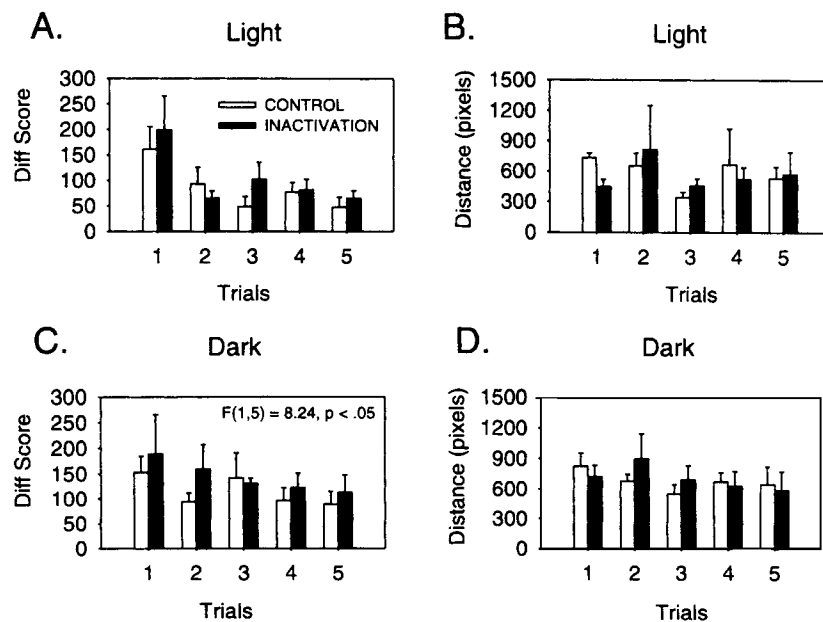 A.
Light
Diff Score
300
250
200
150
100
50
0
CONTROL
INACTIVATION
1 2 3 4 5
Trials
B.
Light
Distance (pixels)
1500
1200
900
600
300
0
1 2 3 4 5
Trials
C.
Dark
Diff Score
300
250
200
150
100
50
0
F(1,5) = 8.24, p < .05
1 2 3 4 5
Trials
D.
Dark
Distance (pixels)
1500
1200
900
600
300
0
1 2 3 4 5
Trials